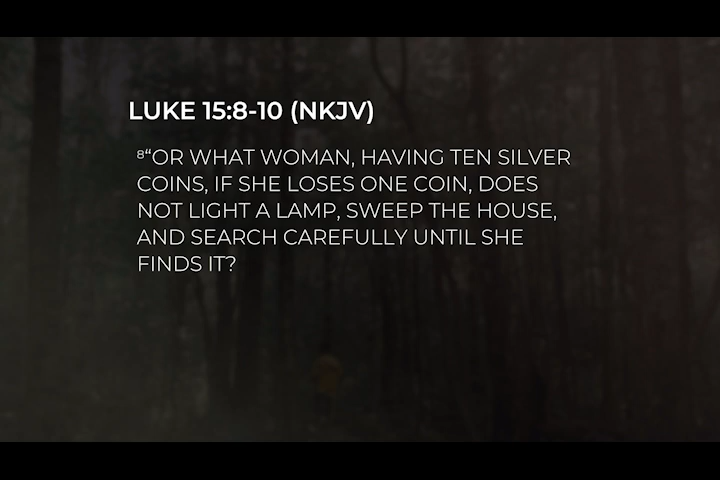 LUKE 15:8-10 (NKJV)
⁸“OR WHAT WOMAN, HAVING TEN SILVER
COINS, IF SHE LOSES ONE COIN, DOES
NOT LIGHT A LAMP, SWEEP THE HOUSE,
AND SEARCH CAREFULLY UNTIL SHE
FINDS IT?